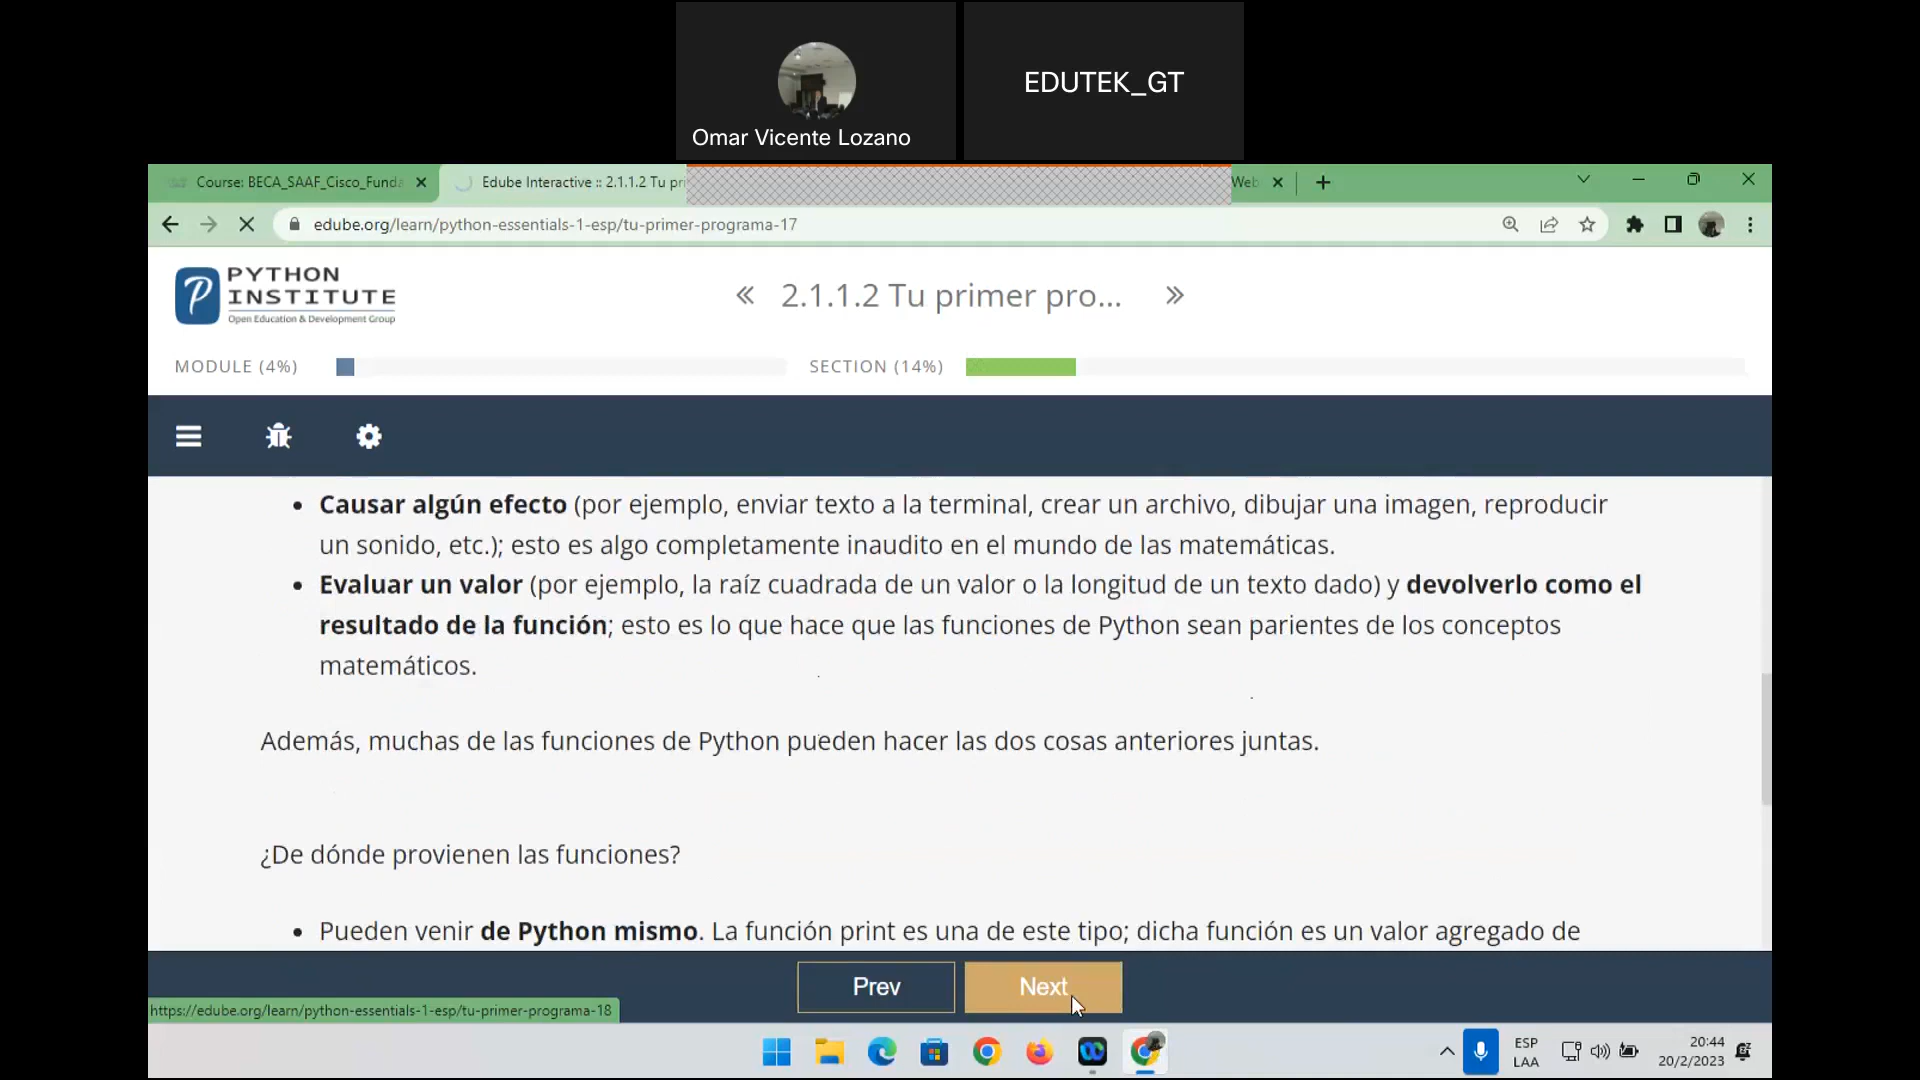 Omar Vicente Lozano
EDUTEK_GT
Course: BECA_SAAF_Cisco_Funda
Edube Interactive :: 2.1.1.2 Tu pri
Web
edube.org/learn/python-essentials-1-esp/tu-primer-programa-17
PYTHON
INSTITUTE
Open Education & Development Group
2.1.1.2 Tu primer pro...
MODULE (4%)
SECTION (14%)
• Causar algún efecto (por ejemplo, enviar texto a la terminal, crear un archivo, dibujar una imagen, reproducir
un sonido, etc.); esto es algo completamente inaudito en el mundo de las matemáticas.
• Evaluar un valor (por ejemplo, la raíz cuadrada de un valor o la longitud de un texto dado) y devolverlo como el
resultado de la función; esto es lo que hace que las funciones de Python sean parientes de los conceptos
matemáticos.
Además, muchas de las funciones de Python pueden hacer las dos cosas anteriores juntas.
¿De dónde provienen las funciones?
• Pueden venir de Python mismo. La función print es una de este tipo; dicha función es un valor agregado de
Prev
Next
https://edube.org/learn/python-essentials-1-esp/tu-primer-programa-18
ESP
LAA
20:44
20/2/2023